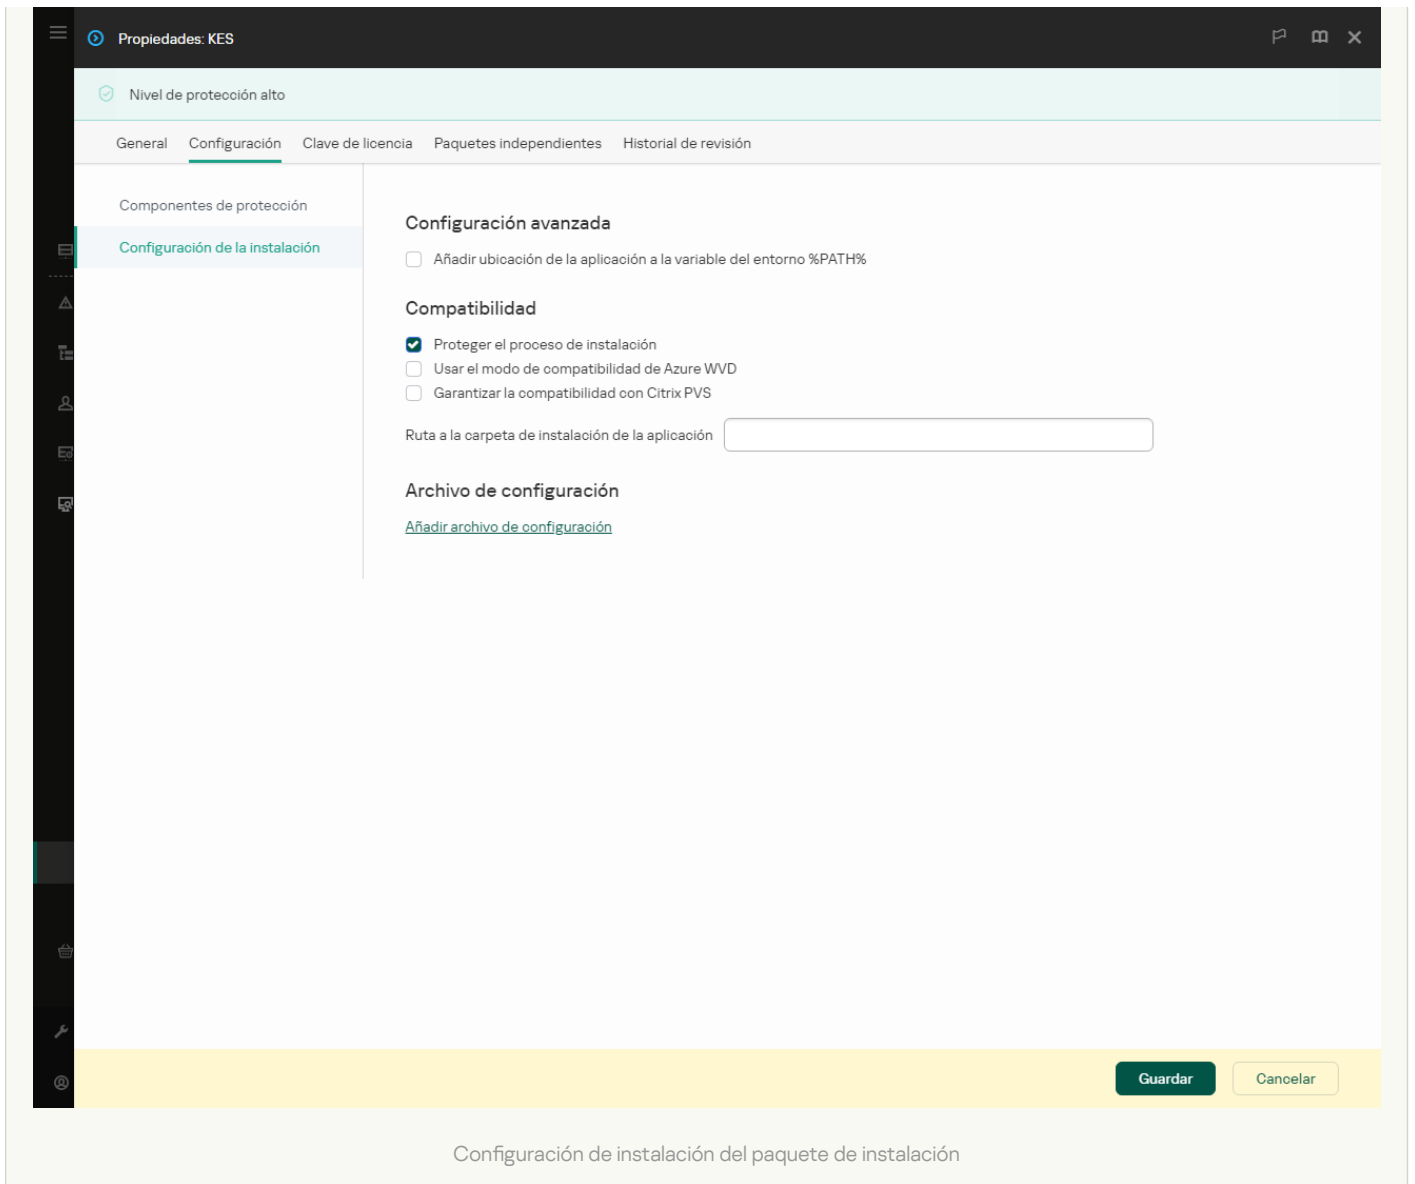 Propiedades: KES
Nivel de protección alto
General Configuración Clave de licencia Paquetes independientes Historial de revisión
Componentes de protección
Configuración de la instalación
Configuración avanzada
Añadir ubicación de la aplicación a la variable del entorno %PATH%
Compatibilidad
Proteger el proceso de instalación
Usar el modo de compatibilidad de Azure WVD
Garantizar la compatibilidad con Citrix PVS
Ruta a la carpeta de instalación de la aplicación
Archivo de configuración
Añadir archivo de configuración
Guardar Cancelar
Configuración de instalación del paquete de instalación